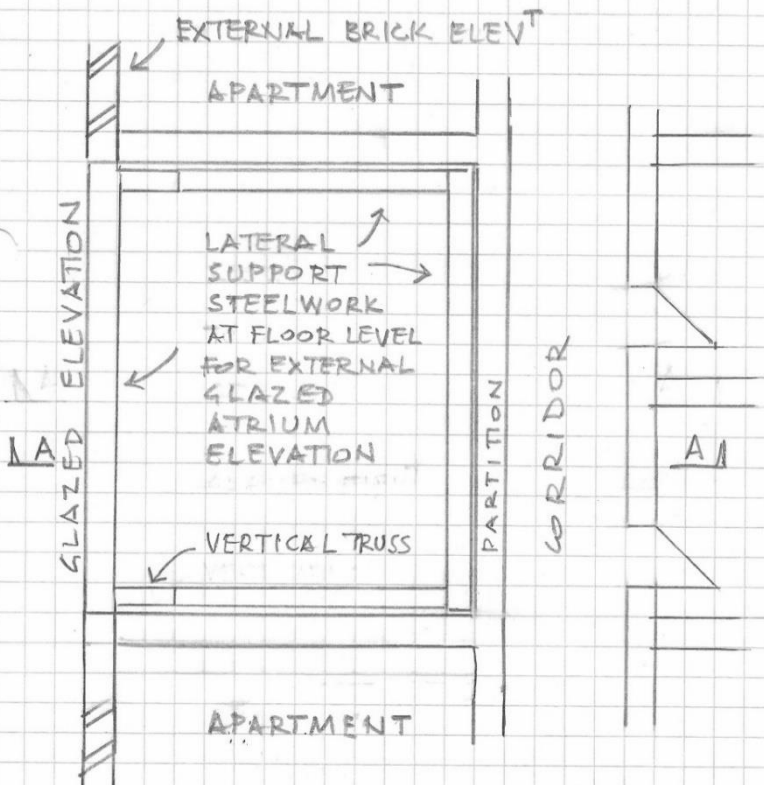 EXTERNAL BRICK ELEVᵀ
APARTMENT
GLAZED ELEVATION
LATERAL
SUPPORT
STEELWORK
AT FLOOR LEVEL
FOR EXTERNAL
GLAZED
ATRIUM
ELEVATION
PARTITION
CORRIDOR
A
A
VERTICAL TRUSS
APARTMENT